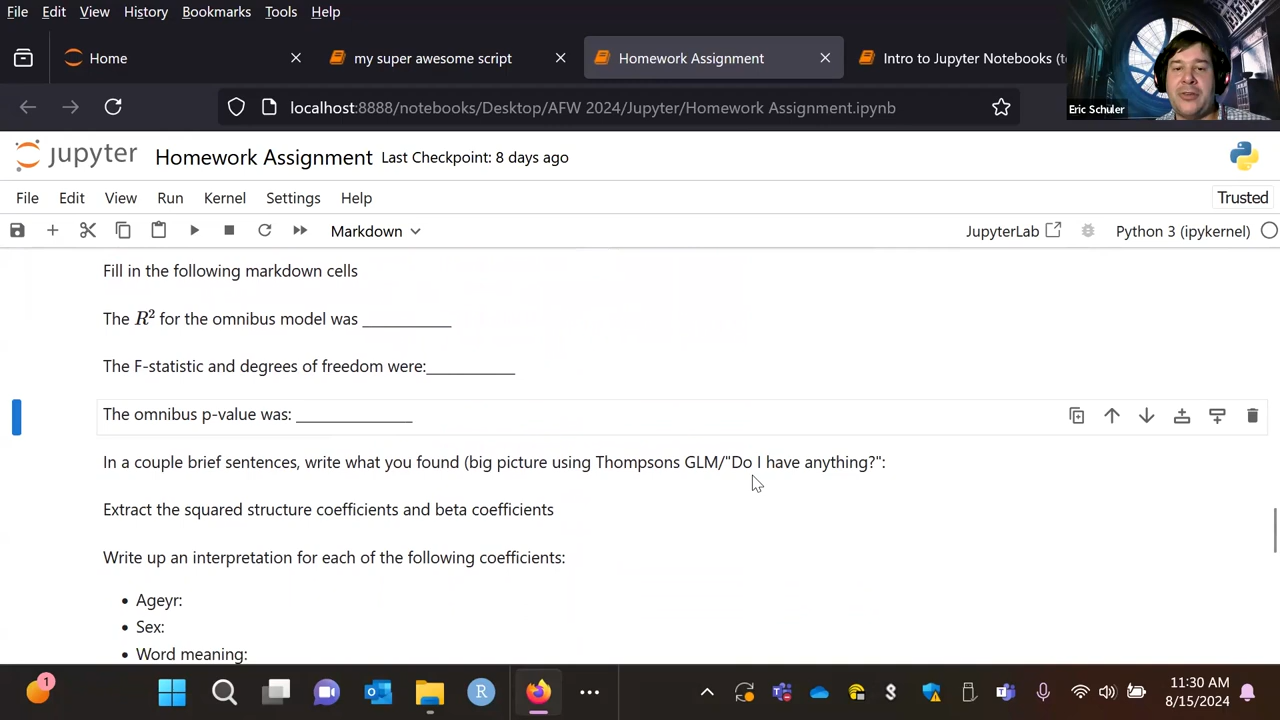 File Edit View History Bookmarks Tools Help
Home my super awesome script Homework Assignment Intro to Jupyter Notebooks (te
localhost:8888/notebooks/Desktop/AFW 2024/Jupyter/Homework Assignment.ipynb
Eric Schuler
jupyter Homework Assignment Last Checkpoint: 8 days ago
File Edit View Run Kernel Settings Help Trusted
Markdown JupyterLab Python 3 (ipykernel)
Fill in the following markdown cells
The R² for the omnibus model was ___________
The F-statistic and degrees of freedom were:___________
The omnibus p-value was: ______________
In a couple brief sentences, write what you found (big picture using Thompsons GLM/"Do I have anything?":
Extract the squared structure coefficients and beta coefficients
Write up an interpretation for each of the following coefficients:
• Ageyr:
• Sex:
• Word meaning:
1
R
11:30 AM
8/15/2024